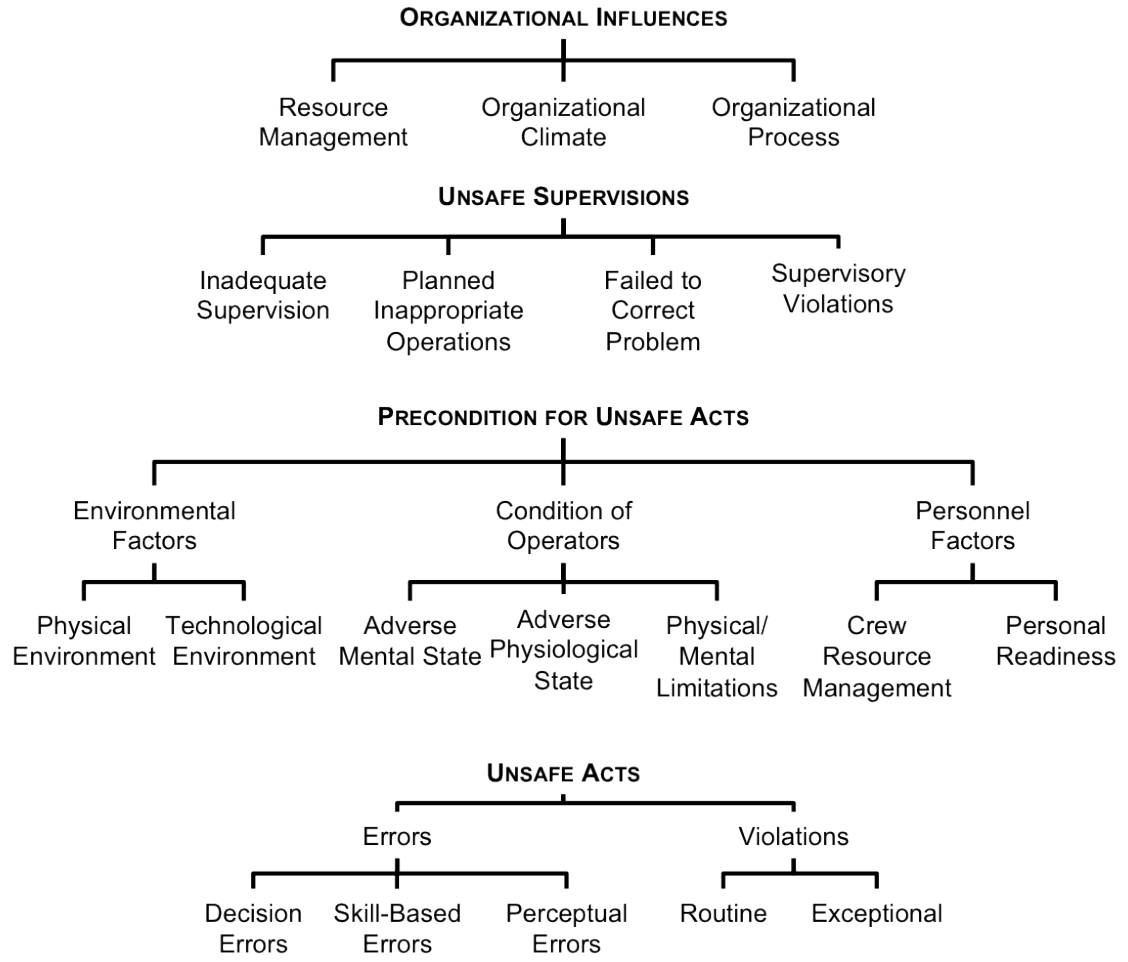 ORGANIZATIONAL INFLUENCES
Resource
Management
Organizational
Climate
Organizational
Process
UNSAFE SUPERVISIONS
Inadequate
Supervision
Planned
Inappropriate
Operations
Failed to
Correct
Problem
Supervisory
Violations
PRECONDITION FOR UNSAFE ACTS
Environmental
Factors
Condition of
Operators
Personnel
Factors
Physical
Environment
Technological
Environment
Adverse
Mental State
Adverse
Physiological
State
Physical/
Mental
Limitations
Crew
Resource
Management
Personal
Readiness
UNSAFE ACTS
Errors
Violations
Decision
Errors
Skill-Based
Errors
Perceptual
Errors
Routine
Exceptional